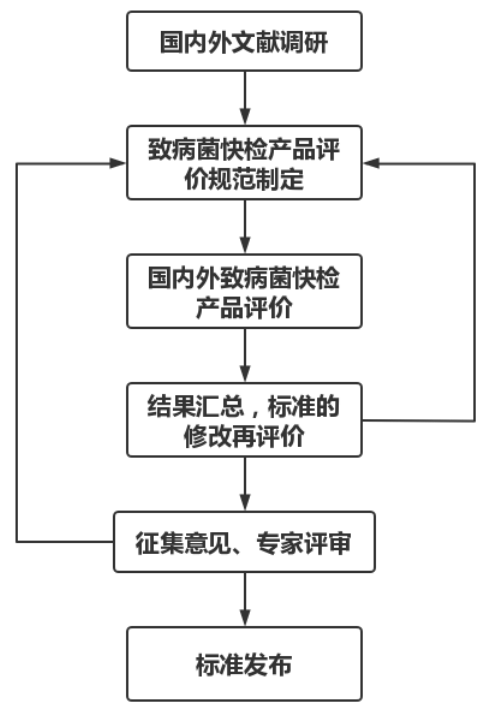 国内外文献调研
致病菌快检产品评
价规范制定
国内外致病菌快检
产品评价
结果汇总，标准的
修改再评价
征集意见、专家评审
标准发布